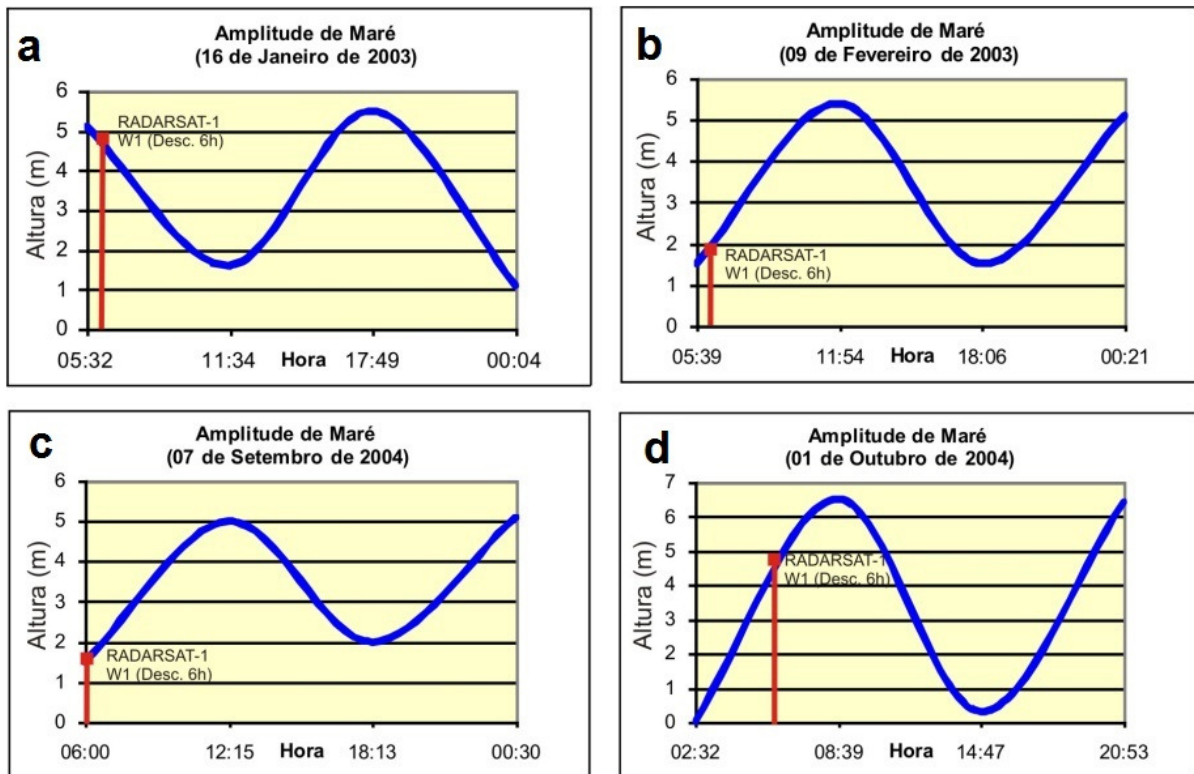 a
Amplitude de Maré
(16 de Janeiro de 2003)
Altura (m)
6
5
4
3
2
1
0
RADARSAT-1
W1 (Desc. 6h)
05:32
11:34
Hora
17:49
00:04
b
Amplitude de Maré
(09 de Fevereiro de 2003)
Altura (m)
6
5
4
3
2
1
0
RADARSAT-1
W1 (Desc. 6h)
05:39
11:54
Hora
18:06
00:21
c
Amplitude de Maré
(07 de Setembro de 2004)
Altura (m)
6
5
4
3
2
1
0
RADARSAT-1
W1 (Desc. 6h)
06:00
12:15
Hora
18:13
00:30
d
Amplitude de Maré
(01 de Outubro de 2004)
Altura (m)
7
6
5
4
3
2
1
0
RADARSAT-1
W1 (Desc. 6h)
02:32
08:39
Hora
14:47
20:53